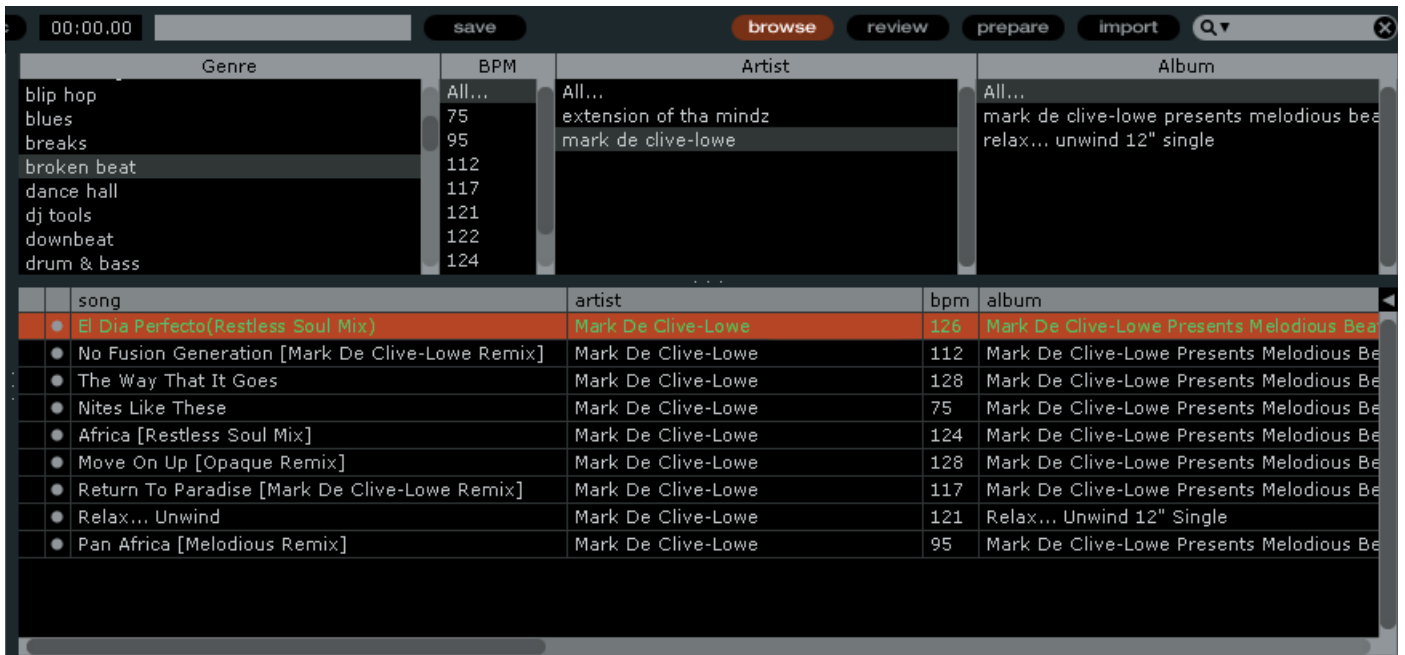 00:00.00 save browse review prepare import
Genre BPM Artist Album
blip hop All... All... All...
blues 75 extension of tha mindz mark de clive-lowe presents melodious bea
breaks 95 mark de clive-lowe relax... unwind 12" single
broken beat 112
dance hall 117
dj tools 121
downbeat 122
drum & bass 124
song artist bpm album
El Dia Perfecto(Restless Soul Mix) Mark De Clive-Lowe 126 Mark De Clive-Lowe Presents Melodious Bea
No Fusion Generation [Mark De Clive-Lowe Remix] Mark De Clive-Lowe 112 Mark De Clive-Lowe Presents Melodious Be
The Way That It Goes Mark De Clive-Lowe 128 Mark De Clive-Lowe Presents Melodious Be
Nites Like These Mark De Clive-Lowe 75 Mark De Clive-Lowe Presents Melodious Be
Africa [Restless Soul Mix] Mark De Clive-Lowe 124 Mark De Clive-Lowe Presents Melodious Be
Move On Up [Opaque Remix] Mark De Clive-Lowe 128 Mark De Clive-Lowe Presents Melodious Be
Return To Paradise [Mark De Clive-Lowe Remix] Mark De Clive-Lowe 117 Mark De Clive-Lowe Presents Melodious Be
Relax... Unwind Mark De Clive-Lowe 121 Relax... Unwind 12" Single
Pan Africa [Melodious Remix] Mark De Clive-Lowe 95 Mark De Clive-Lowe Presents Melodious Be